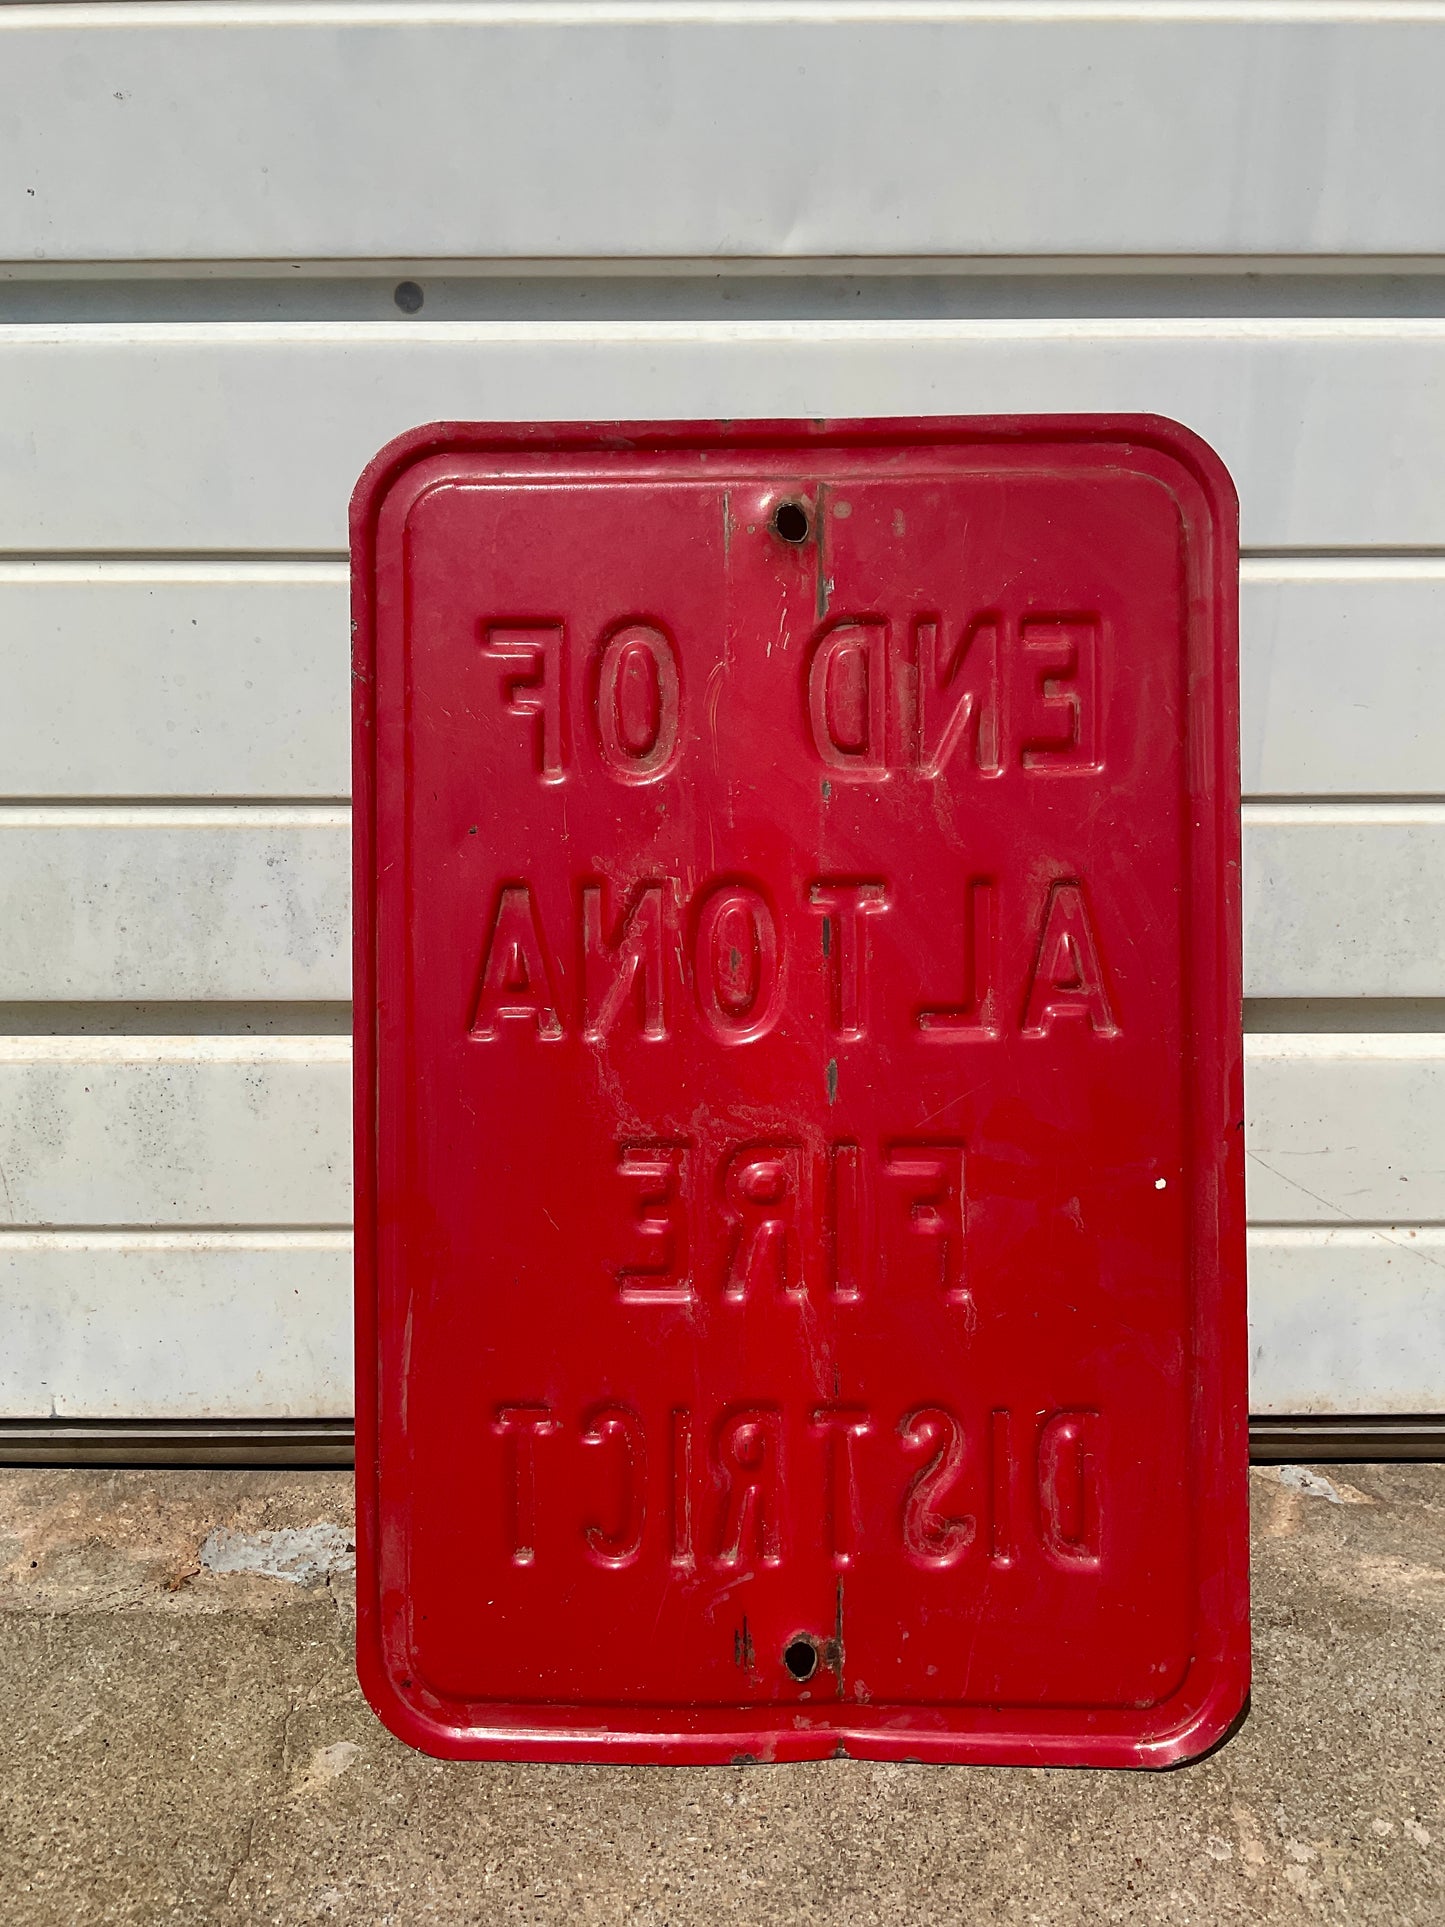 END OF
ALTONA
FIRE
DISTRICT